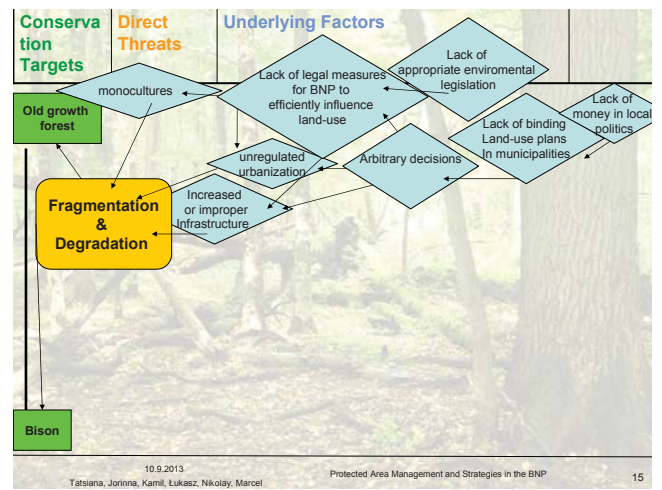 Conserva
tion
Targets
Direct
Threats
Underlying Factors
Lack of
appropriate enviromental
legislation
Lack of legal measures
for BNP to
efficiently influence
land-use
monocultures
Lack of
money in local
politics
Old growth
forest
Lack of binding
Land-use plans
In municipalities
unregulated
urbanization
Arbitrary decisions
Increased
or improper
Infrastructure
Fragmentation
&
Degradation
Bison
10.9.2013
Tatsiana, Jorinna, Kamil, Łukasz, Nikolay, Marcel
Protected Area Management and Strategies in the BNP
15